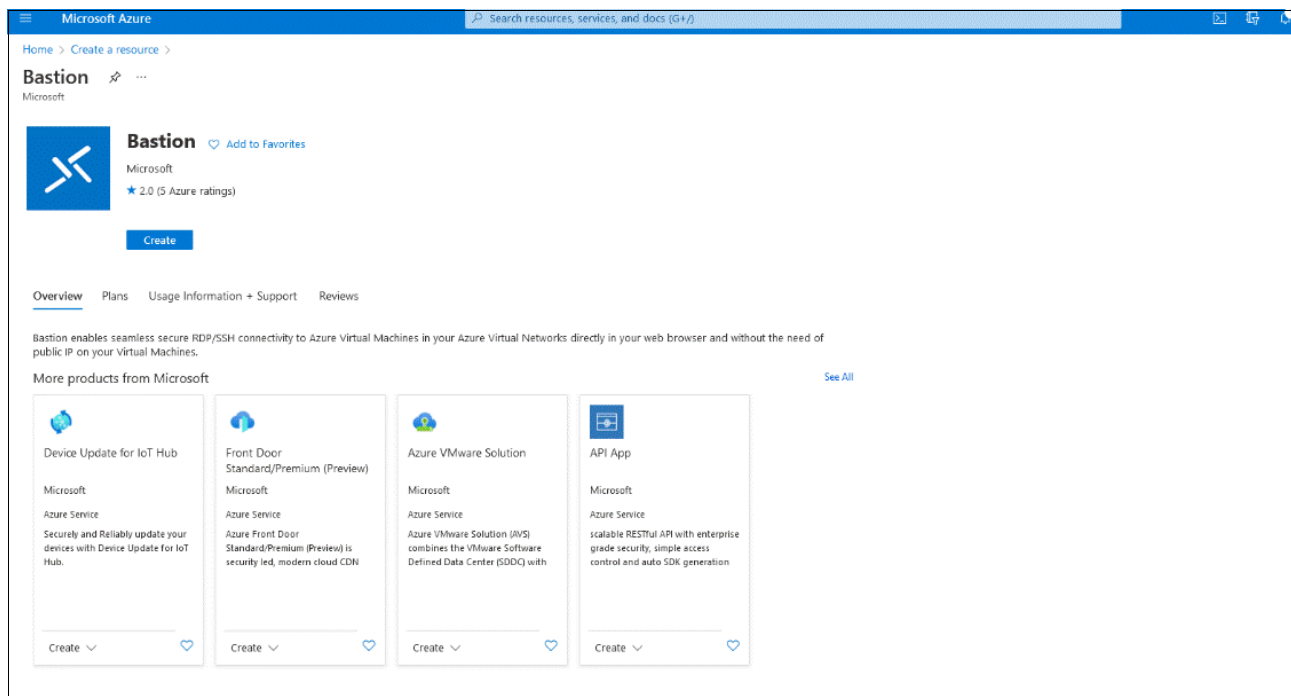 Microsoft Azure
Search resources, services, and docs (G+/)
Home > Create a resource >
Bastion ...
Microsoft
Bastion Add to Favorites
Microsoft
★ 2.0 (5 Azure ratings)
Create
Overview Plans Usage Information + Support Reviews
Bastion enables seamless secure RDP/SSH connectivity to Azure Virtual Machines in your Azure Virtual Networks directly in your web browser and without the need of
public IP on your Virtual Machines.
More products from Microsoft
See All
Device Update for IoT Hub
Microsoft
Azure Service
Securely and Reliably update your
devices with Device Update for IoT
Hub.
Create
Front Door
Standard/Premium (Preview)
Microsoft
Azure Service
Azure Front Door
Standard/Premium (Preview) is
security led, modern cloud CDN
Create
Azure VMware Solution
Microsoft
Azure Service
Azure VMware Solution (AVS)
combines the VMware Software
Defined Data Center (SDDC) with
Create
API App
Microsoft
Azure Service
scalable RESTful API with enterprise
grade security, simple access
control and auto SDK generation
Create